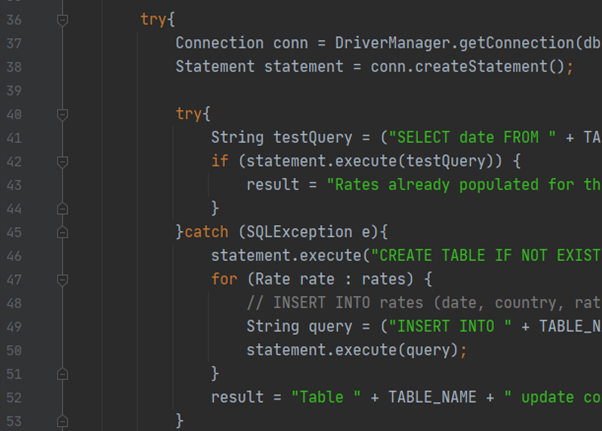 36 try{
37 Connection conn = DriverManager.getConnection(db
38 Statement statement = conn.createStatement();
39
40 try{
41 String testQuery = ("SELECT date FROM " + TA
42 if (statement.execute(testQuery)) {
43 result = "Rates already populated for th
44 }
45 }catch (SQLException e){
46 statement.execute("CREATE TABLE IF NOT EXIST
47 for (Rate rate : rates) {
48 // INSERT INTO rates (date, country, rat
49 String query = ("INSERT INTO " + TABLE_N
50 statement.execute(query);
51 }
52 result = "Table " + TABLE_NAME + " update co
53 }